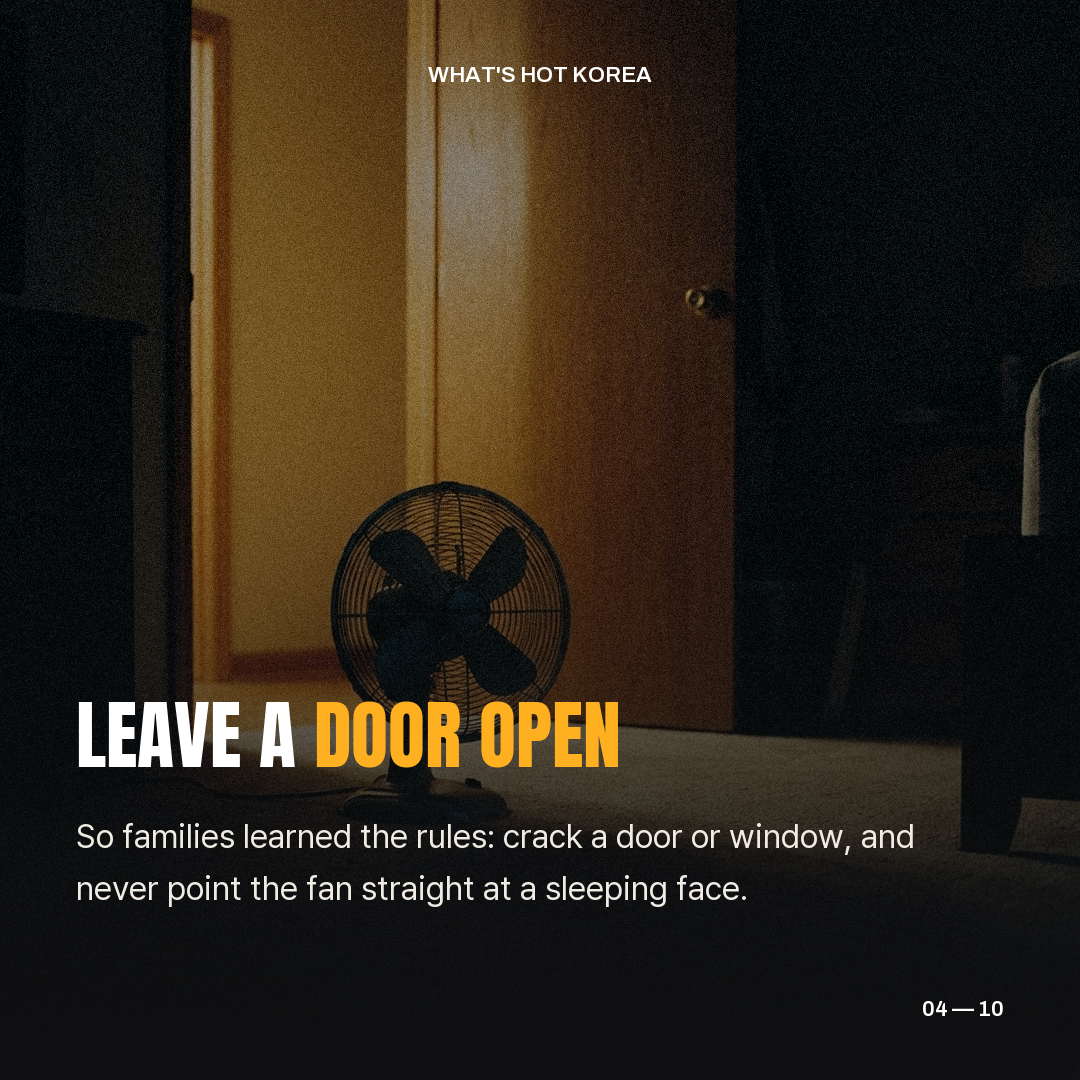 WHAT'S HOT KOREA
LEAVE A DOOR OPEN
So families learned the rules: crack a door or window, and
never point the fan straight at a sleeping face.
04 — 10